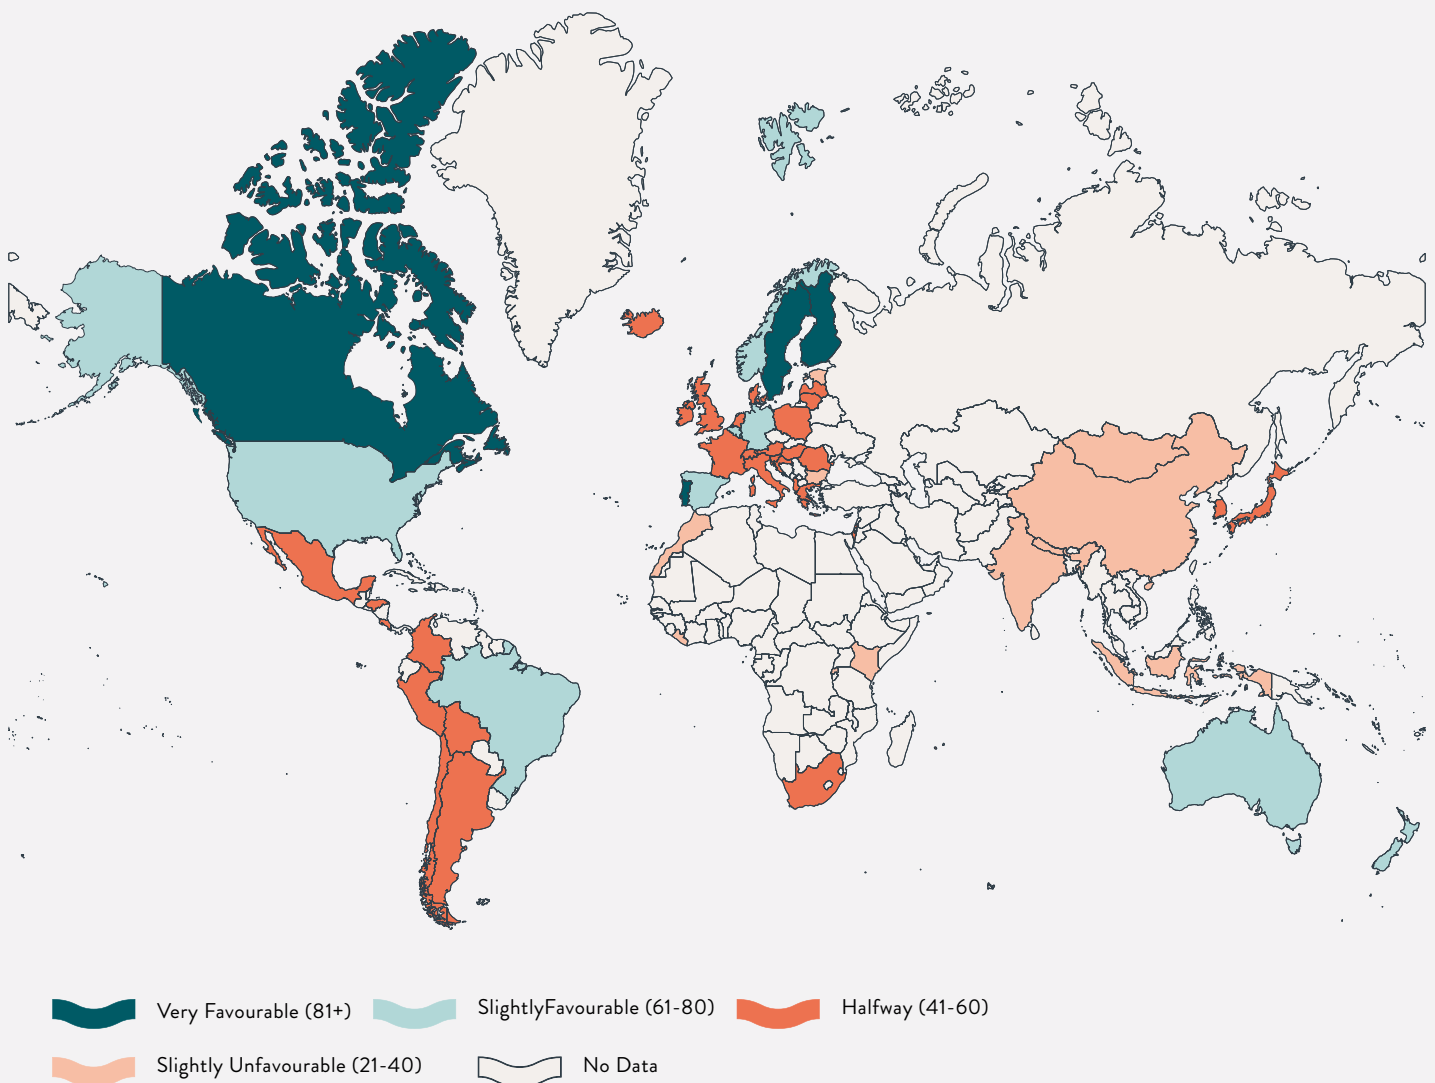 Very Favourable (81+)
SlightlyFavourable (61-80)
Halfway (41-60)
Slightly Unfavourable (21-40)
No Data